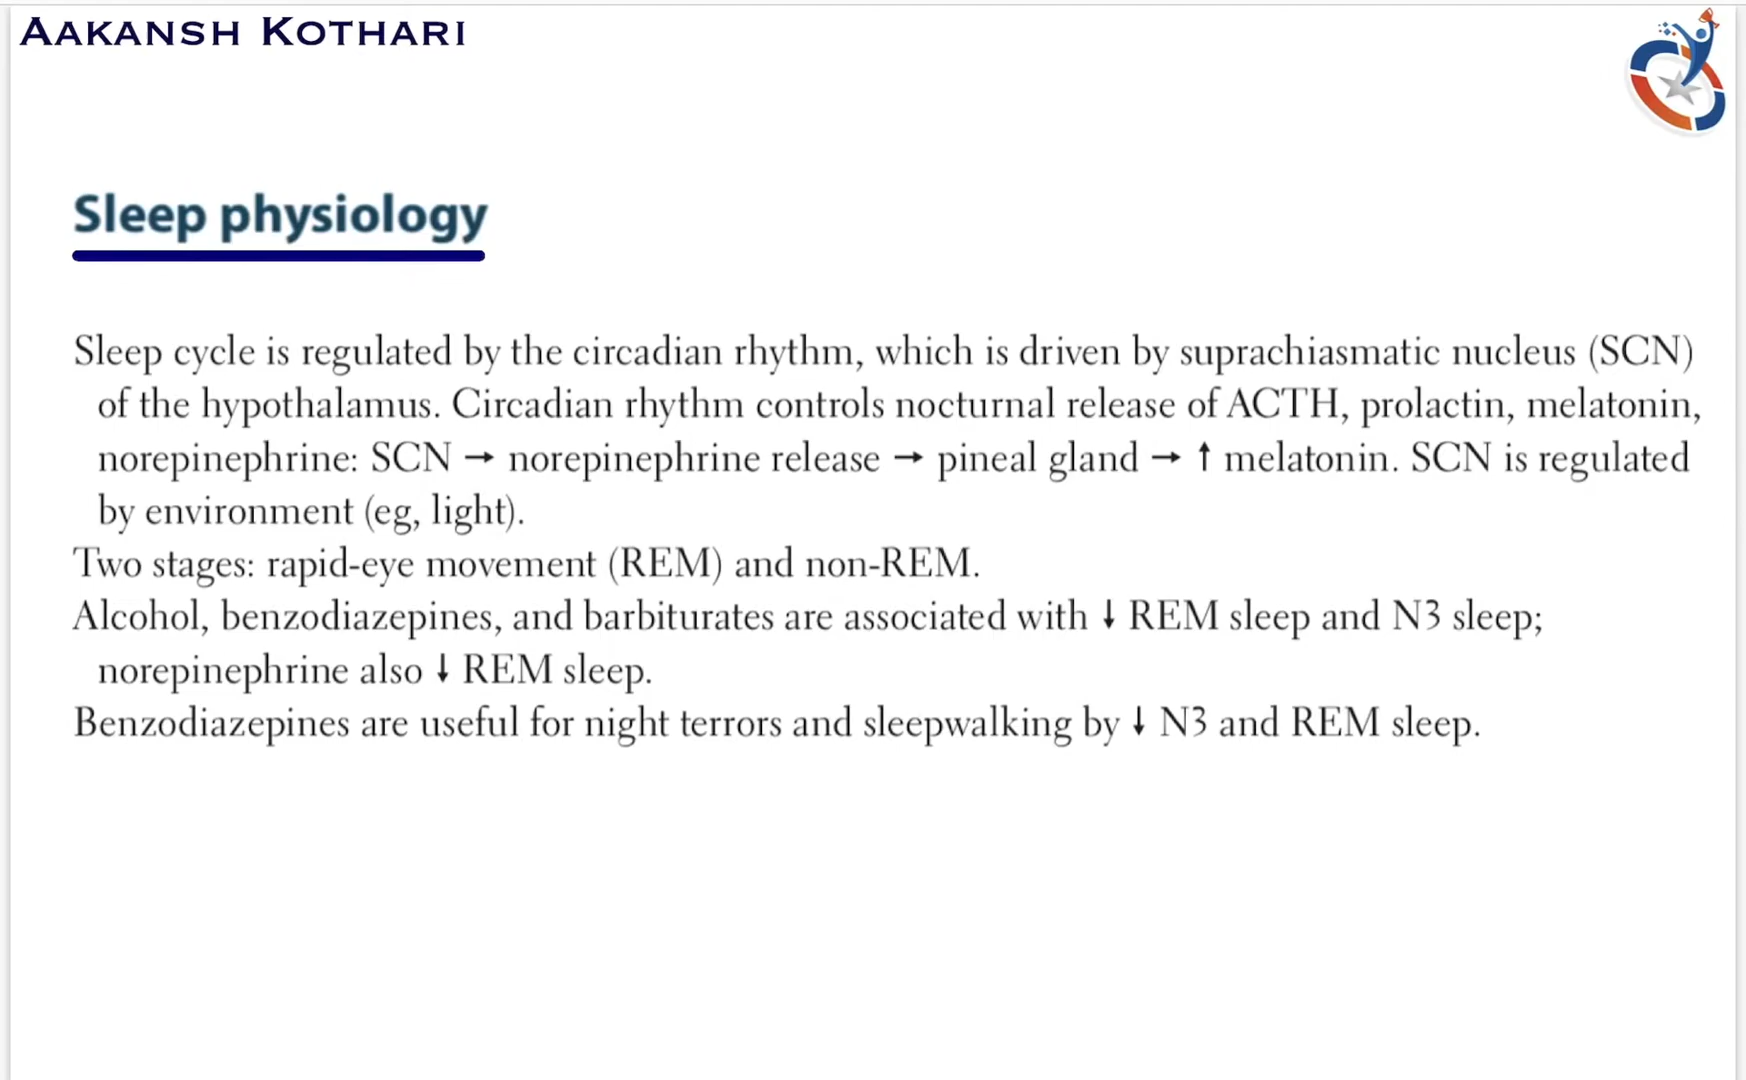 AAKANSH KOTHARI
Sleep physiology
Sleep cycle is regulated by the circadian rhythm, which is driven by suprachiasmatic nucleus (SCN)
of the hypothalamus. Circadian rhythm controls nocturnal release of ACTH, prolactin, melatonin,
norepinephrine: SCN → norepinephrine release → pineal gland → ↑ melatonin. SCN is regulated
by environment (eg, light).
Two stages: rapid-eye movement (REM) and non-REM.
Alcohol, benzodiazepines, and barbiturates are associated with ↓ REM sleep and N3 sleep;
norepinephrine also ↓ REM sleep.
Benzodiazepines are useful for night terrors and sleepwalking by ↓ N3 and REM sleep.